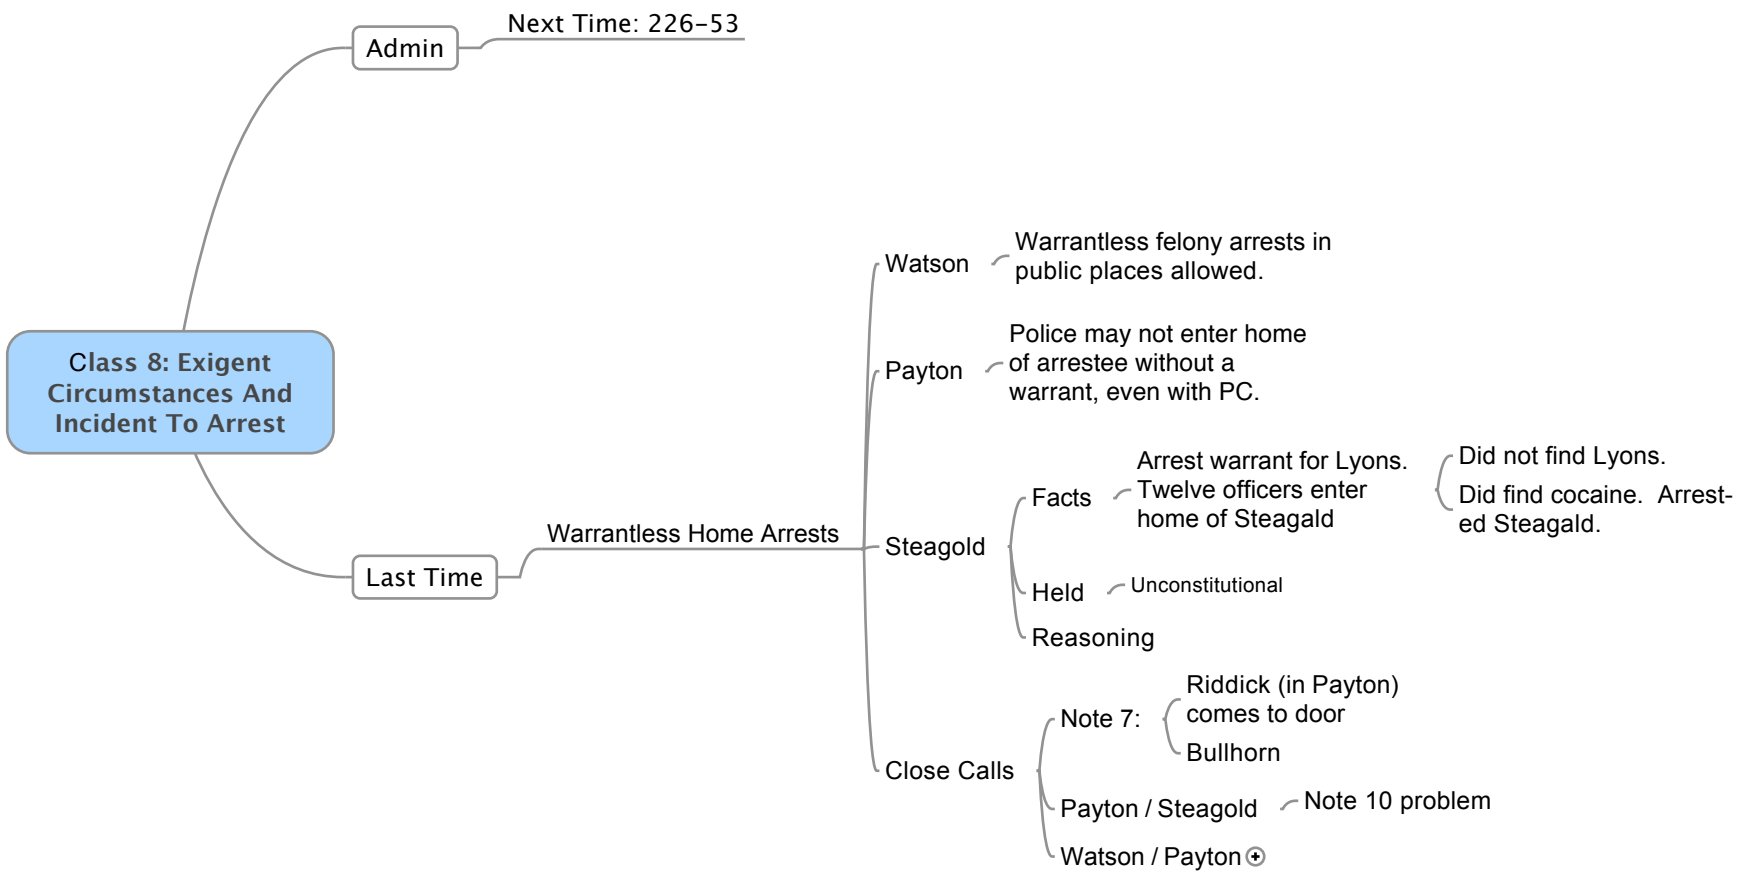 Admin
Next Time: 226–53
Class 8: Exigent
Circumstances And
Incident To Arrest
Last Time
Warrantless Home Arrests
Watson
Warrantless felony arrests in
public places allowed.
Payton
Police may not enter home
of arrestee without a
warrant, even with PC.
Steagold
Facts
Arrest warrant for Lyons.
Twelve officers enter
home of Steagald
Did not find Lyons.
Did find cocaine.  Arrest-
ed Steagald.
Held
Unconstitutional
Reasoning
Close Calls
Note 7:
Riddick (in Payton)
comes to door
Bullhorn
Payton / Steagold
Note 10 problem
Watson / Payton